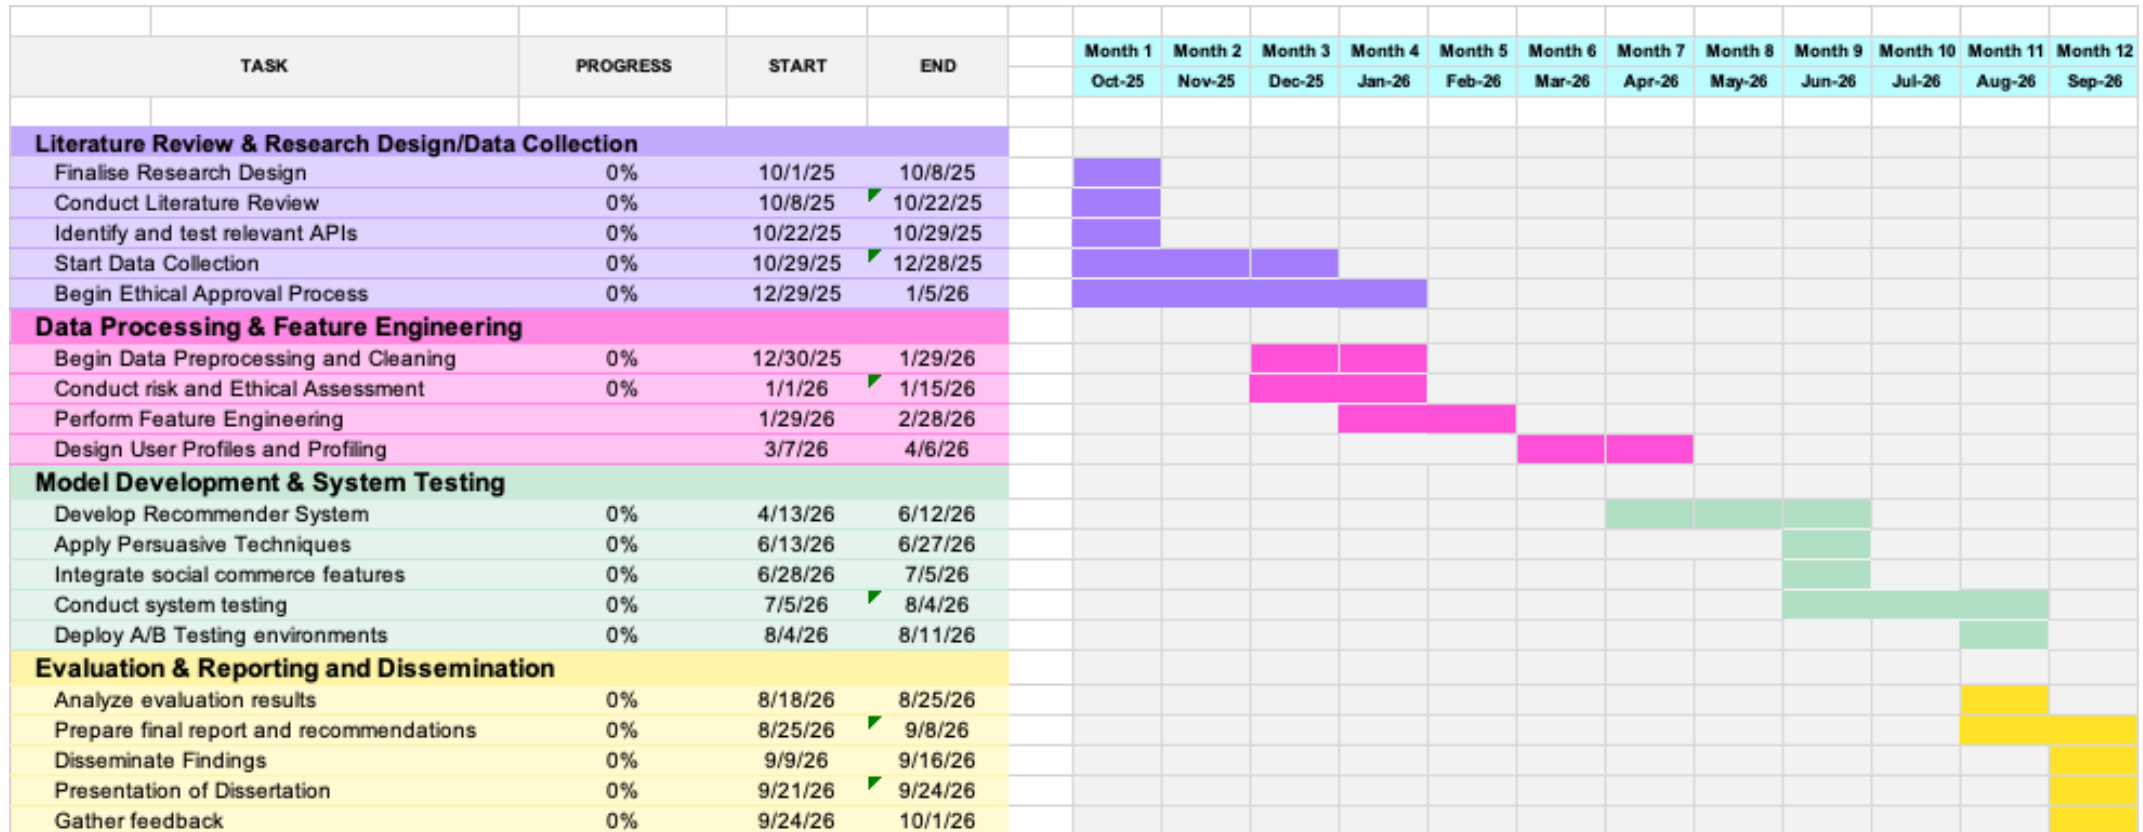 Month 1 Month 2 Month 3 Month 4 Month 5 Month 6 Month 7 Month 8 Month 9 Month 10 Month 11 Month 12
TASK PROGRESS START END
Oct-25 Nov-25 Dec-25 Jan-26 Feb-26 Mar-26 Apr-26 May-26 Jun-26 Jul-26 Aug-26 Sep-26
Literature Review & Research Design/Data Collection
Finalise Research Design 0% 10/1/25 10/8/25
Conduct Literature Review 0% 10/8/25 10/22/25
Identify and test relevant APIs 0% 10/22/25 10/29/25
Start Data Collection 0% 10/29/25 12/28/25
Begin Ethical Approval Process 0% 12/29/25 1/5/26
Data Processing & Feature Engineering
Begin Data Preprocessing and Cleaning 0% 12/30/25 1/29/26
Conduct risk and Ethical Assessment 0% 1/1/26 1/15/26
Perform Feature Engineering 1/29/26 2/28/26
Design User Profiles and Profiling 3/7/26 4/6/26
Model Development & System Testing
Develop Recommender System 0% 4/13/26 6/12/26
Apply Persuasive Techniques 0% 6/13/26 6/27/26
Integrate social commerce features 0% 6/28/26 7/5/26
Conduct system testing 0% 7/5/26 8/4/26
Deploy A/B Testing environments 0% 8/4/26 8/11/26
Evaluation & Reporting and Dissemination
Analyze evaluation results 0% 8/18/26 8/25/26
Prepare final report and recommendations 0% 8/25/26 9/8/26
Disseminate Findings 0% 9/9/26 9/16/26
Presentation of Dissertation 0% 9/21/26 9/24/26
Gather feedback 0% 9/24/26 10/1/26